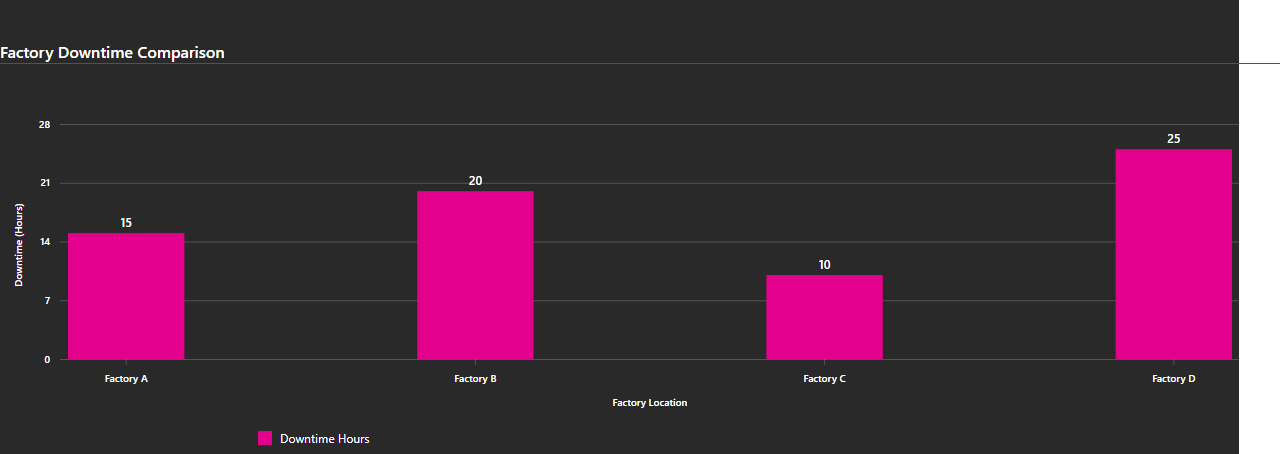 Factory Downtime Comparison
28
21
14
7
0
Downtime (Hours)
15
20
10
25
Factory A
Factory B
Factory C
Factory D
Factory Location
Downtime Hours